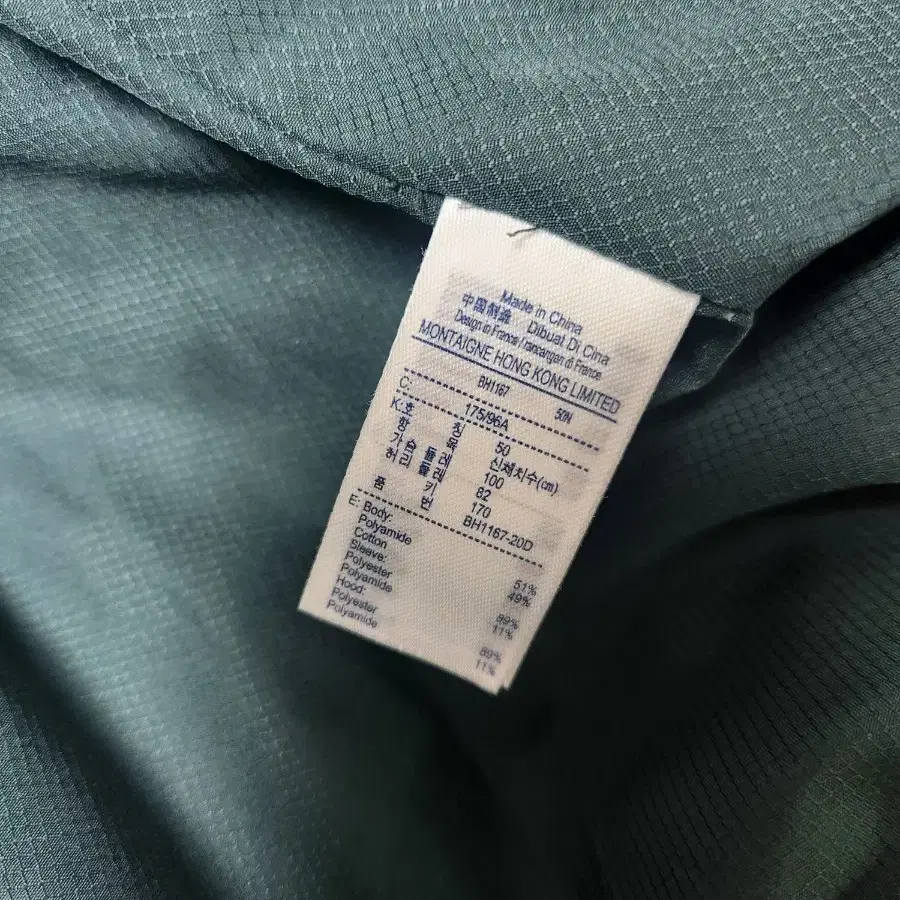 Made in China
中国制造 Dibuat Di Cina
Design in France/rancangan di France
MONTAIGNE HONG KONG LIMITED
BH1167 50N
C: 175/96A
K: 호 칭 50
항 목 신체치수(cm)
가 슴 둘 레 100
허 리 둘 레 82
키 170
품 번 BH1167-20D
E: Body:
Polyamide 51%
Cotton 49%
Sleeve:
Polyester 89%
Polyamide 11%
Hood:
Polyester 89%
Polyamide 11%